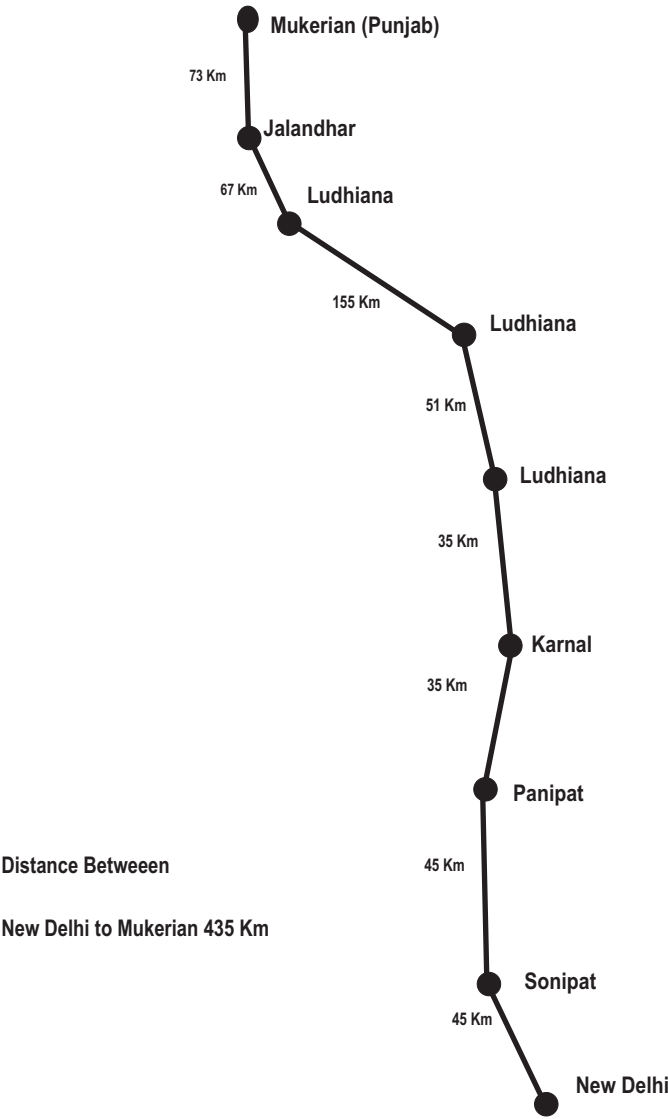 Mukerian (Punjab)
73 Km
Jalandhar
67 Km
Ludhiana
155 Km
Ludhiana
51 Km
Ludhiana
35 Km
Karnal
35 Km
Panipat
45 Km
Distance Betweeen
New Delhi to Mukerian 435 Km
Sonipat
45 Km
New Delhi